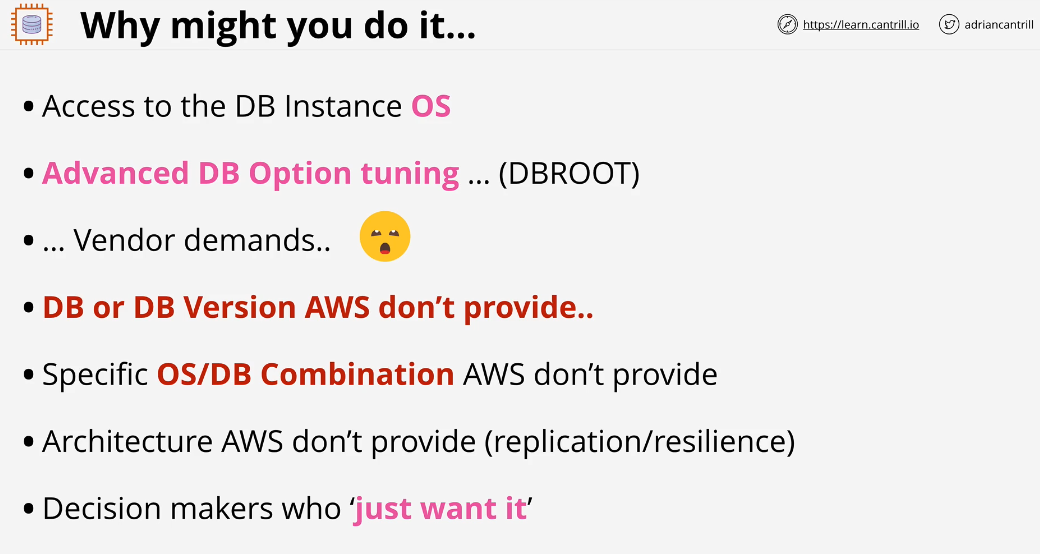 Why might you do it...
https://learn.cantrill.io
adriancantrill
• Access to the DB Instance OS
• Advanced DB Option tuning ... (DBROOT)
• ... Vendor demands..
• DB or DB Version AWS don’t provide..
• Specific OS/DB Combination AWS don’t provide
• Architecture AWS don’t provide (replication/resilience)
• Decision makers who ‘just want it’